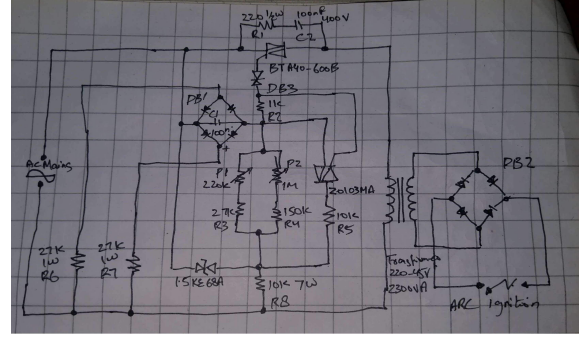 220 1/2W
R1
100nF
400V
C2
BTA40-600B
DB3
11K
R2
DB1
C1
100n
+
AC Mains
P1
220K
P2
1M
Z0103MA
DB2
27K
R3
150K
R4
10K
R5
27K
1W
R6
27K
1W
R7
1.5KE68A
10K 7W
R8
220-45V
2300VA
ARC Ignition